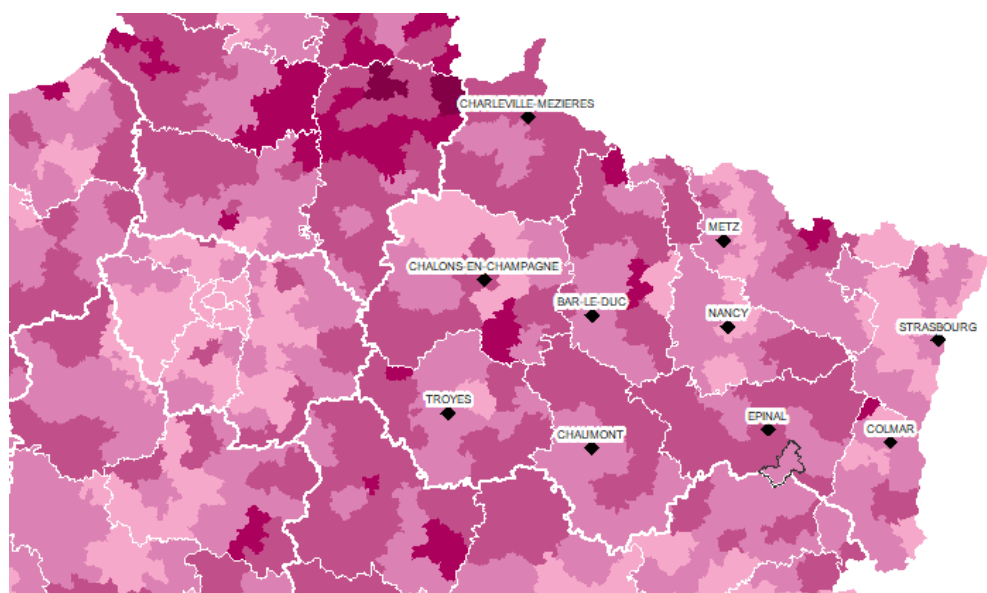 CHARLEVILLE-MEZIERES
METZ
CHALONS-EN-CHAMPAGNE
BAR-LE-DUC
NANCY
STRASBOURG
TROYES
EPINAL
CHAUMONT
COLMAR